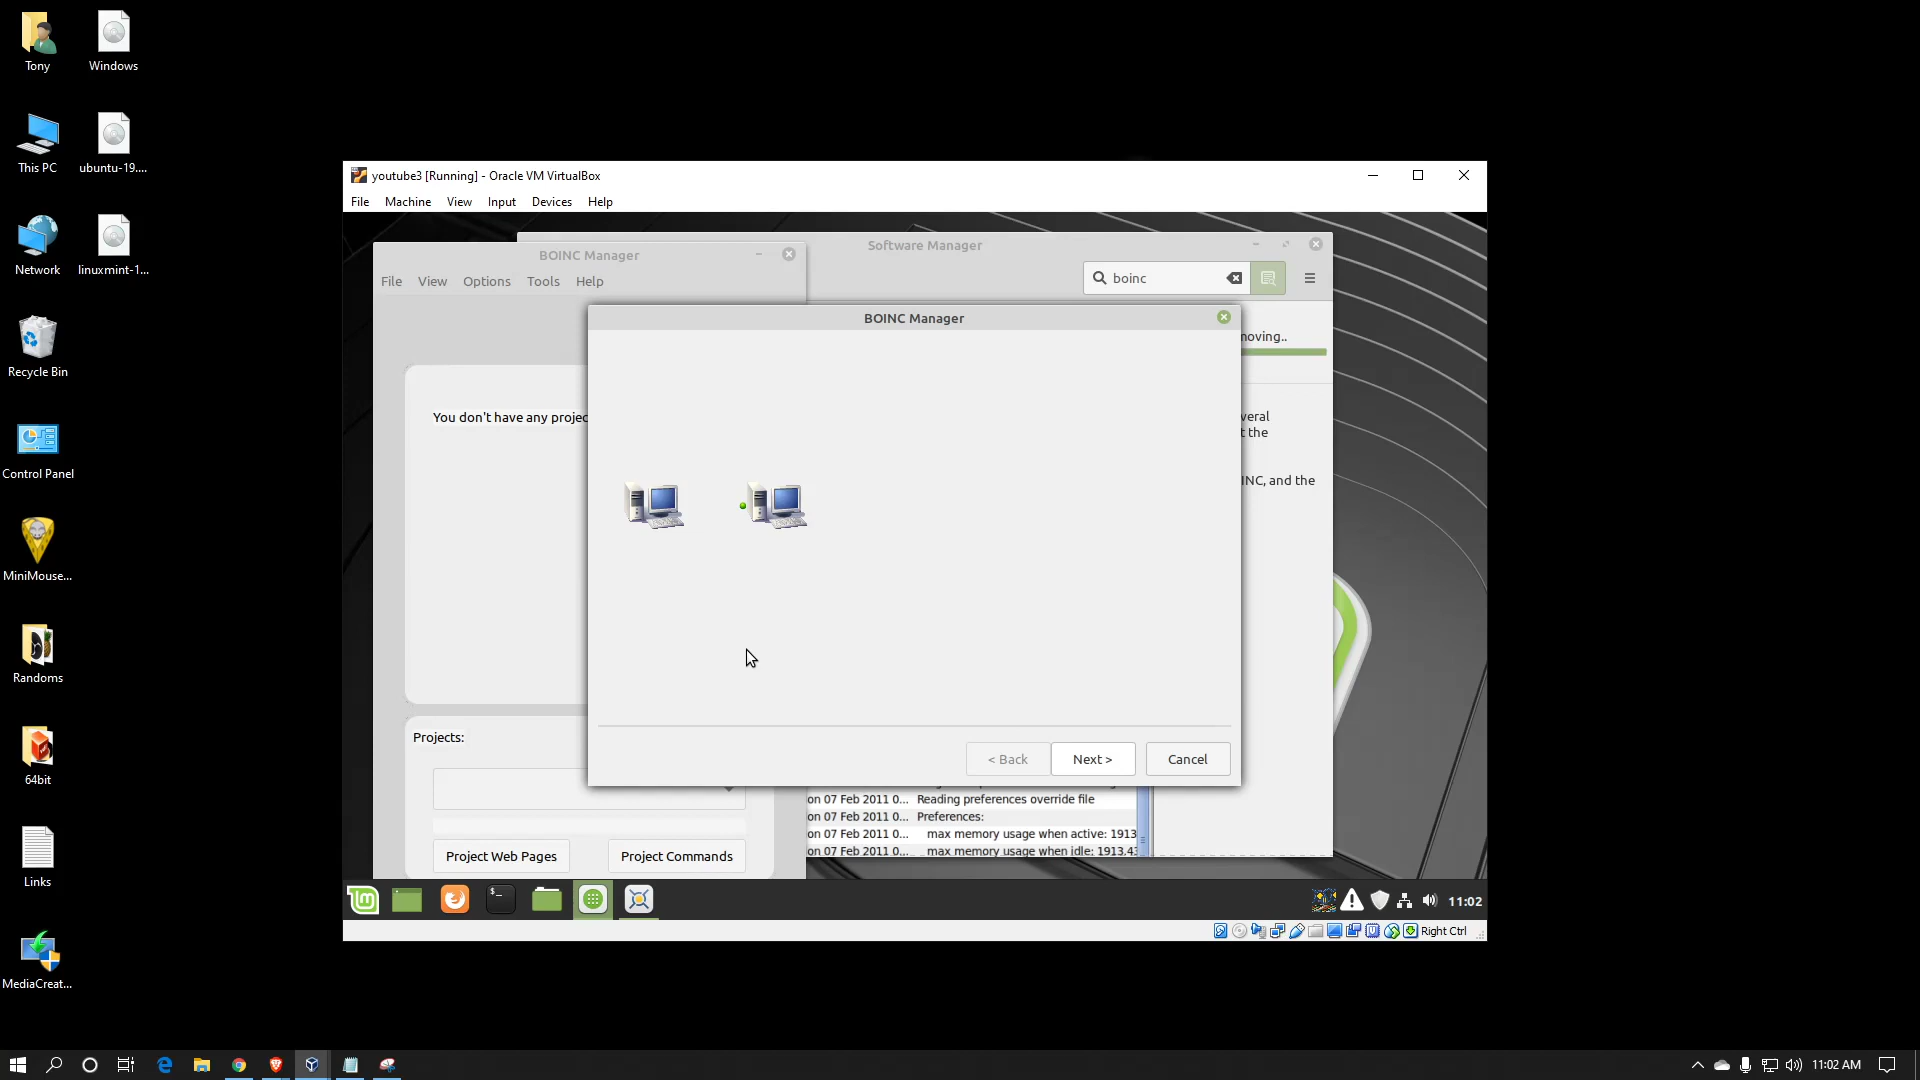 Tony
Windows
This PC
ubuntu-19....
Network
linuxmint-1...
Recycle Bin
Control Panel
MiniMouse...
Randoms
64bit
Links
MediaCreat...
youtube3 [Running] - Oracle VM VirtualBox
File Machine View Input Devices Help
Software Manager
boinc
BOINC Manager
File View Options Tools Help
BOINC Manager
moving..
You don't have any projec
veral
t the
INC, and the
< Back
Next >
Cancel
Projects:
on 07 Feb 2011 0... Reading preferences override file
on 07 Feb 2011 0... Preferences:
on 07 Feb 2011 0... max memory usage when active: 1913
on 07 Feb 2011 0... max memory usage when idle: 1913.43
Project Web Pages
Project Commands
11:02
Right Ctrl
11:02 AM